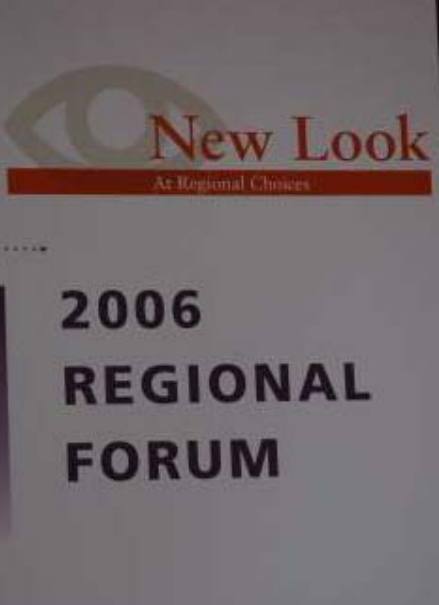 New Look
At Regional Choices
2006
REGIONAL
FORUM